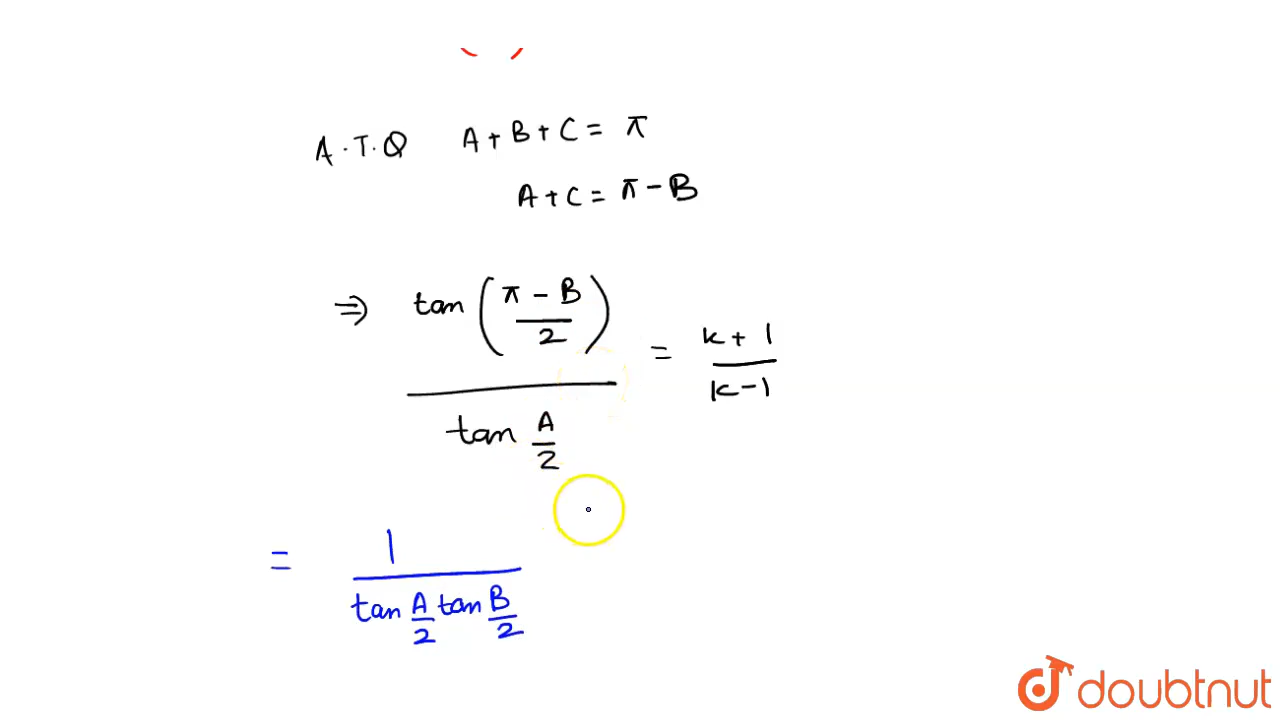 A.T.Q A + B + C = π
A + C = π - B
⇒ tan((π - B)/2) / tan(A/2) = (k + 1)/(k - 1)
= 1/(tan A/2 tan B/2)
doubtnut